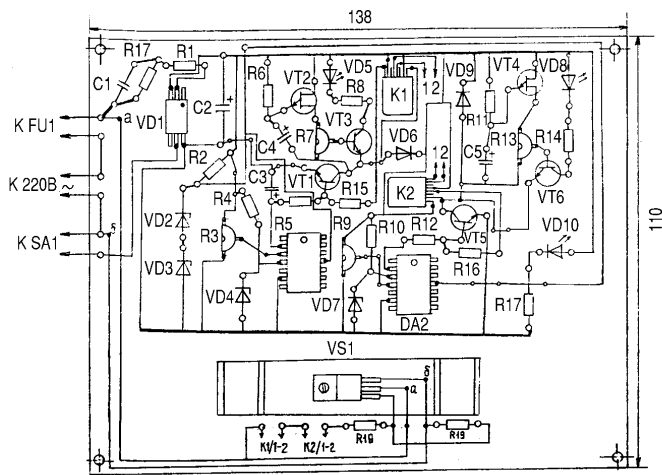 138
R17
R1
C1
VD1
C2
R6
VT2
VD5
R8
K1
12
VD9
VT4
VD8
R11
R13
R14
C4
R7
VT3
VD6
C5
VT6
К FU1
a
R2
C3
VT1
R15
12
K2
К 220В ~
R4
R5
R9
R10
R12
VT5
VD10
110
VD2
К SA1
б
R3
R16
VD3
VD4
VD7
DA2
R17
VS1
б
a
K1/1-2
K2/1-2
R19
R19